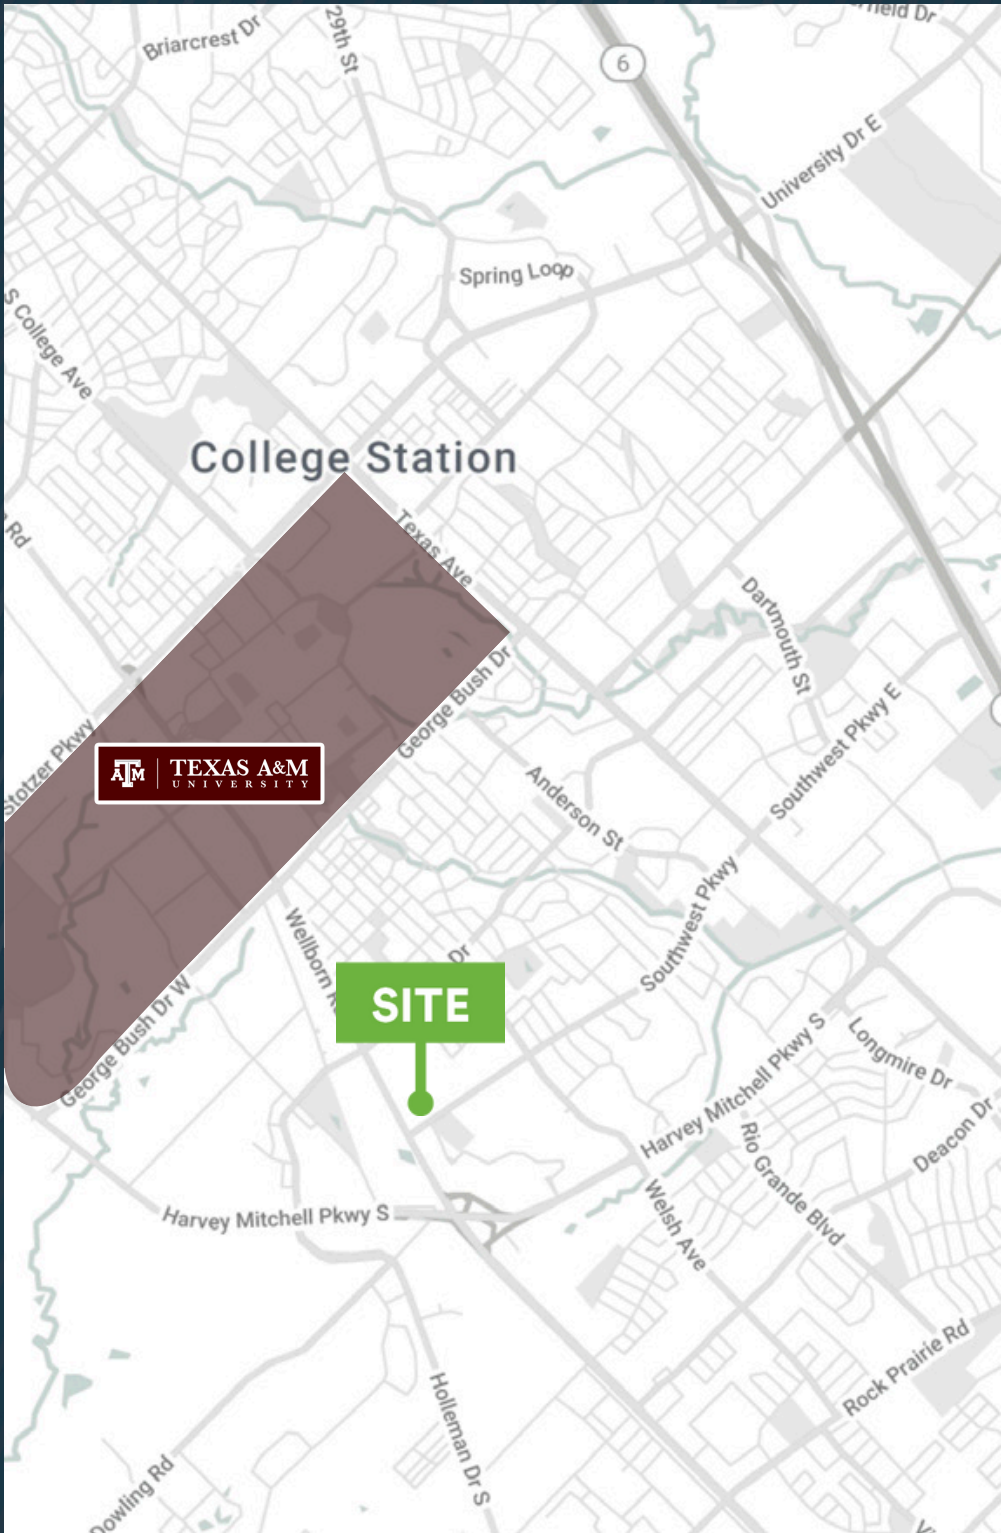 Briarcrest Dr
29th St
6
University Dr E
Spring Loop
S College Ave
College Station
Rd
Texas Ave
Dartmouth St
George Bush Dr
Southwest Pkwy E
Stotzer Pkwy
ATM | TEXAS A&M
UNIVERSITY
Anderson St
Southwest Pkwy
Wellborn
Dr
SITE
George Bush Dr W
Harvey Mitchell Pkwy S
Longmire Dr
Deacon Dr
Rio Grande Blvd
Harvey Mitchell Pkwy S
Welsh Ave
Rock Prairie Rd
Holleman Dr S
Dowling Rd